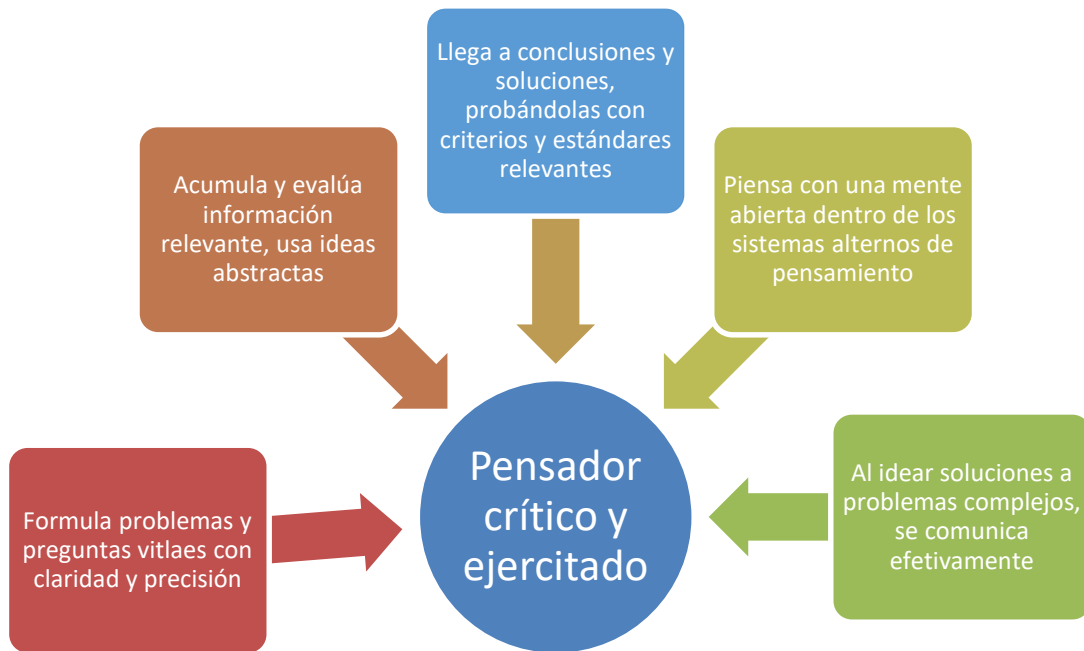 Llega a conclusiones y
soluciones,
probándolas con
criterios y estándares
relevantes
Acumula y evalúa
información
relevante, usa ideas
abstractas
Piensa con una mente
abierta dentro de los
sistemas alternos de
pensamiento
Formula problemas y
preguntas vitlaes con
claridad y precisión
Pensador
crítico y
ejercitado
Al idear soluciones a
problemas complejos,
se comunica
efetivamente